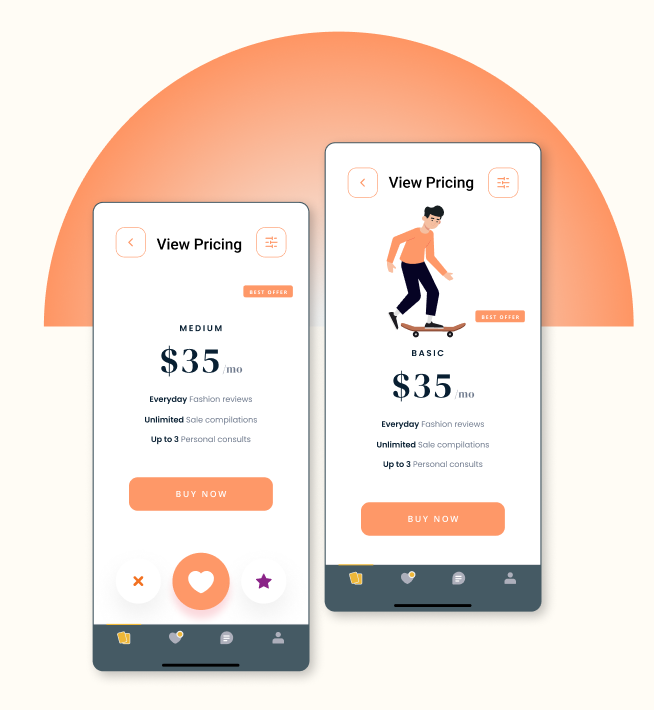 View Pricing
BEST OFFER
MEDIUM
$35/mo
Everyday Fashion reviews
Unlimited Sale compilations
Up to 3 Personal consults
BUY NOW
View Pricing
BEST OFFER
BASIC
$35/mo
Everyday Fashion reviews
Unlimited Sale compilations
Up to 3 Personal consults
BUY NOW